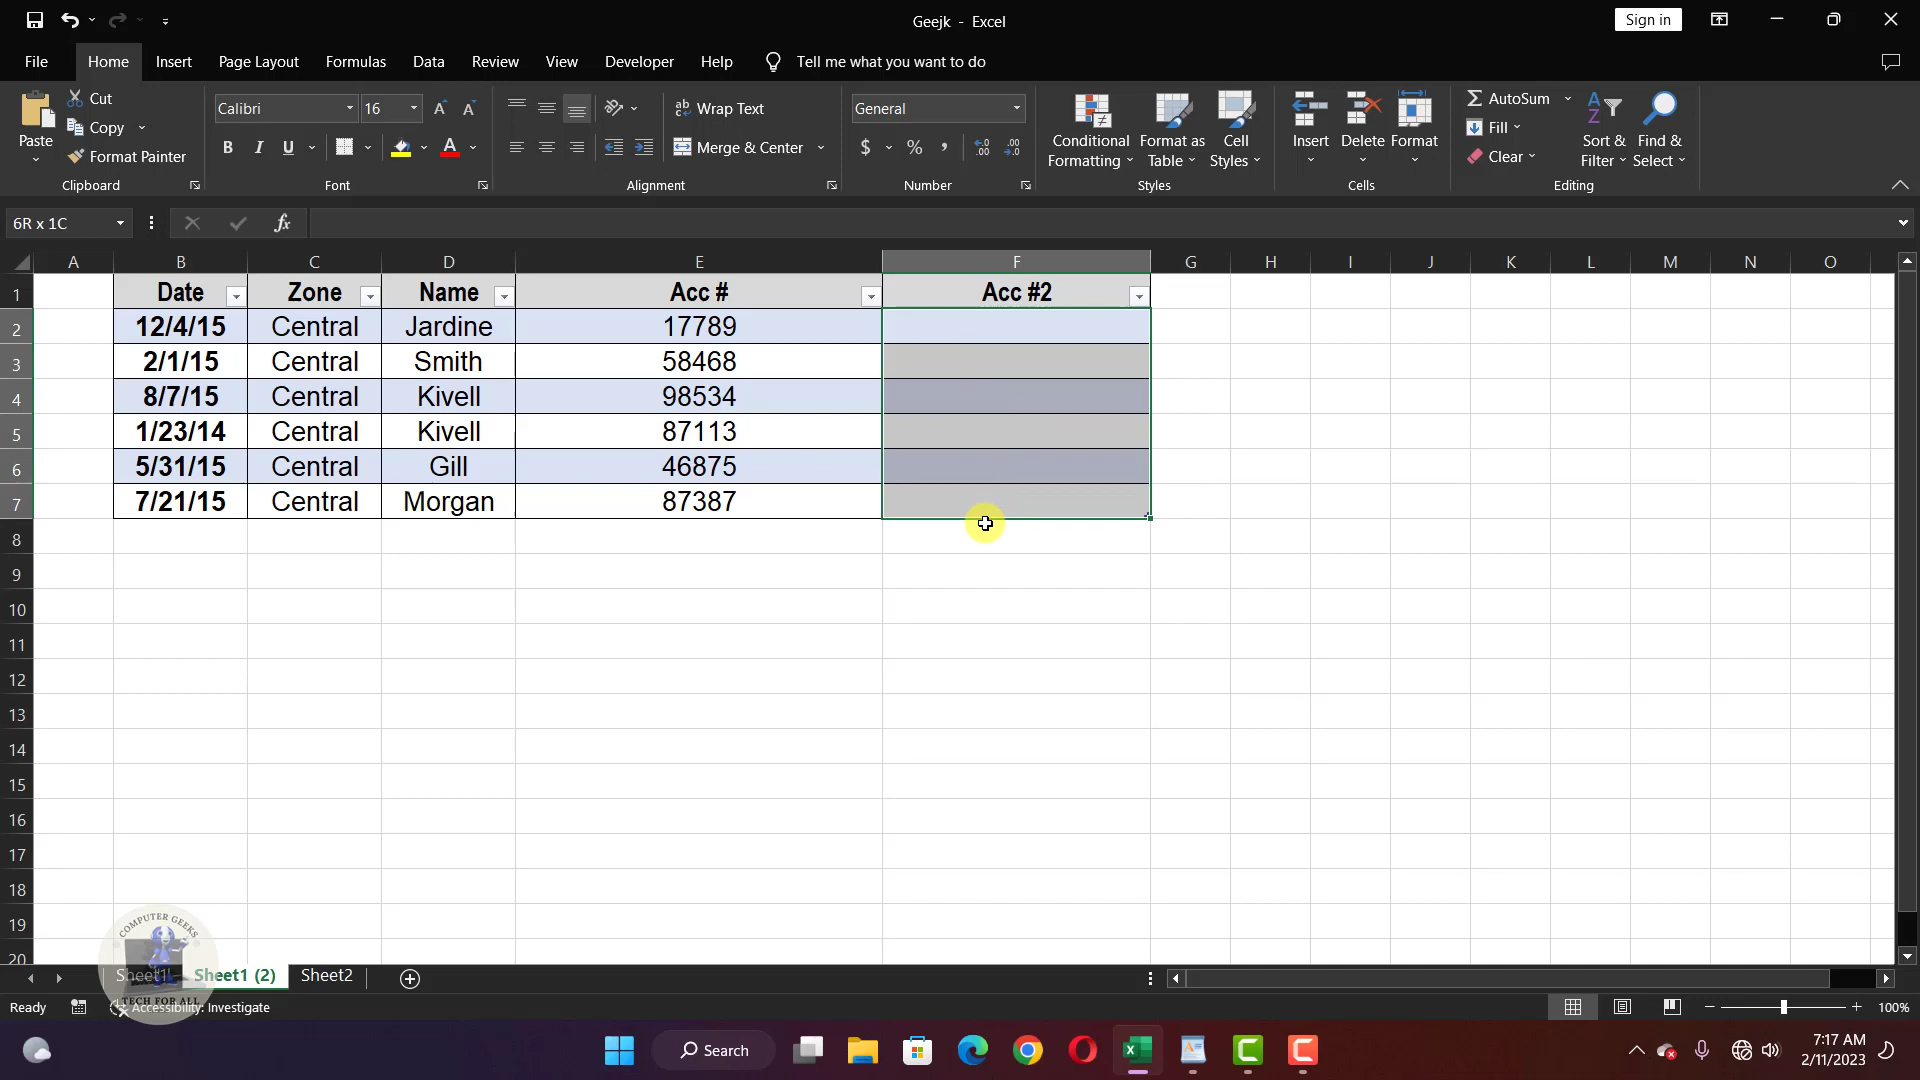 Geejk - Excel
Sign in
File Home Insert Page Layout Formulas Data Review View Developer Help Tell me what you want to do
Paste
Cut
Copy
Format Painter
Clipboard
Calibri 16
B I U
Font
Wrap Text
Merge & Center
Alignment
General
$ % ,
Number
Conditional Formatting
Format as Table
Cell Styles
Styles
Insert Delete Format
Cells
AutoSum
Fill
Clear
Sort & Filter
Find & Select
Editing
6R x 1C
fx
A B C D E F G H I J K L M N O
1 Date Zone Name Acc # Acc #2
2 12/4/15 Central Jardine 17789
3 2/1/15 Central Smith 58468
4 8/7/15 Central Kivell 98534
5 1/23/14 Central Kivell 87113
6 5/31/15 Central Gill 46875
7 7/21/15 Central Morgan 87387
8
9
10
11
12
13
14
15
16
17
18
19
20
COMPUTER GEEKS
TECH FOR ALL
Sheet1 Sheet1 (2) Sheet2
Ready Accessibility: Investigate 100%
Search
7:17 AM
2/11/2023